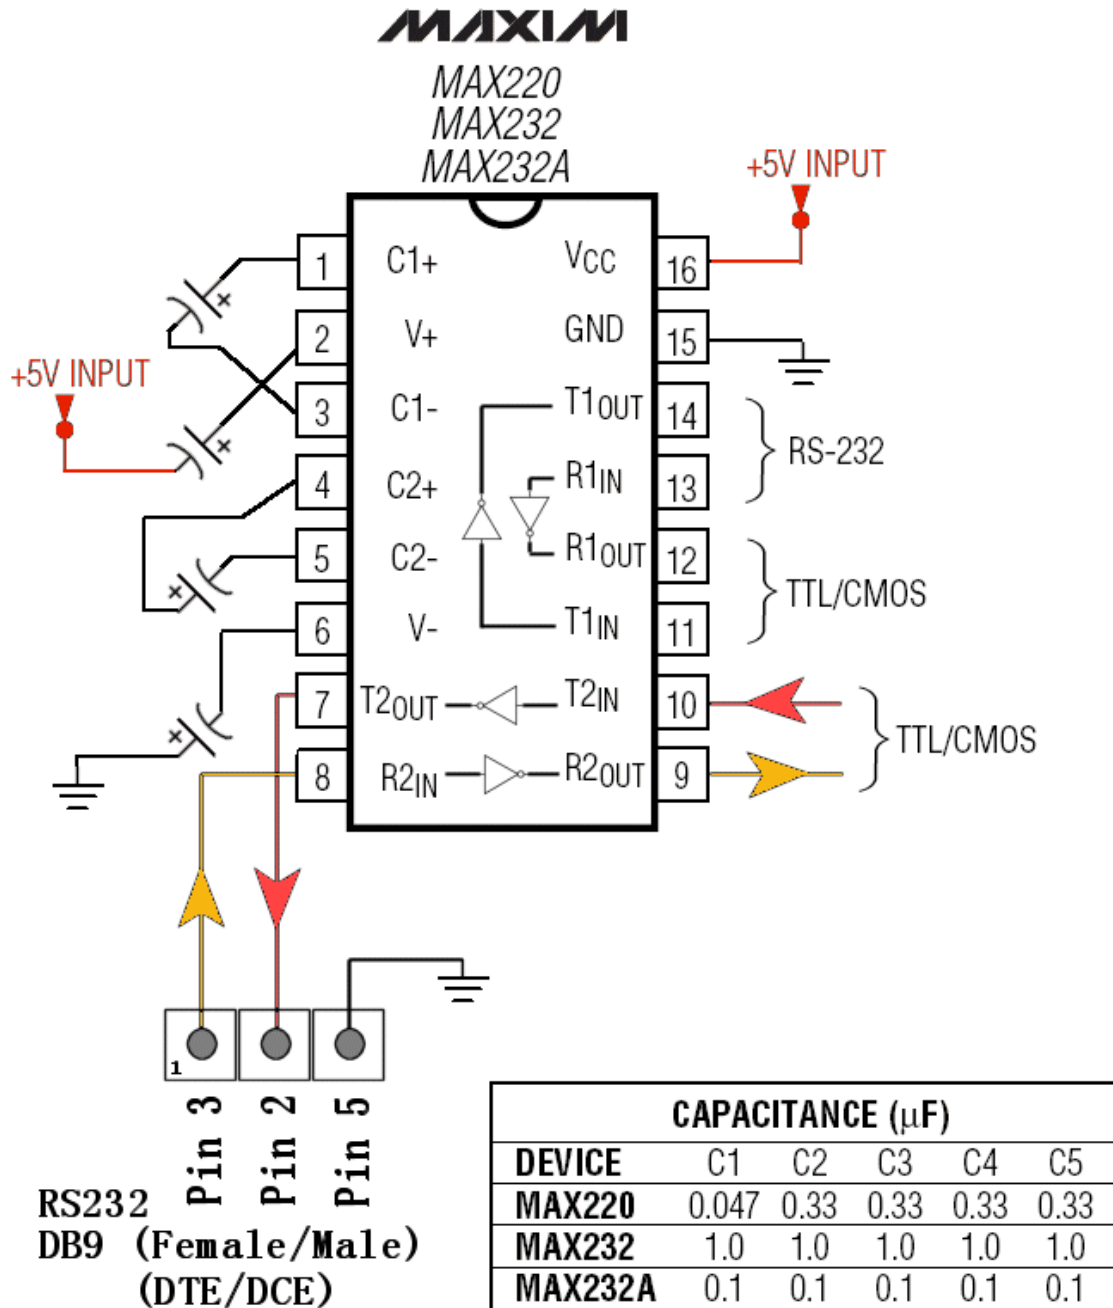 MAXIM
MAX220
MAX232
MAX232A
+5V INPUT
+5V INPUT
1 C1+ VCC 16
2 V+ GND 15
3 C1- T1OUT 14
RS-232
4 C2+ R1IN 13
5 C2- R1OUT 12
TTL/CMOS
6 V- T1IN 11
7 T2OUT T2IN 10
TTL/CMOS
8 R2IN R2OUT 9
+
+
+
+
1
Pin 3
Pin 2
Pin 5
RS232
DB9 (Female/Male)
(DTE/DCE)
CAPACITANCE (µF)
DEVICE C1 C2 C3 C4 C5
MAX220 0.047 0.33 0.33 0.33 0.33
MAX232 1.0 1.0 1.0 1.0 1.0
MAX232A 0.1 0.1 0.1 0.1 0.1